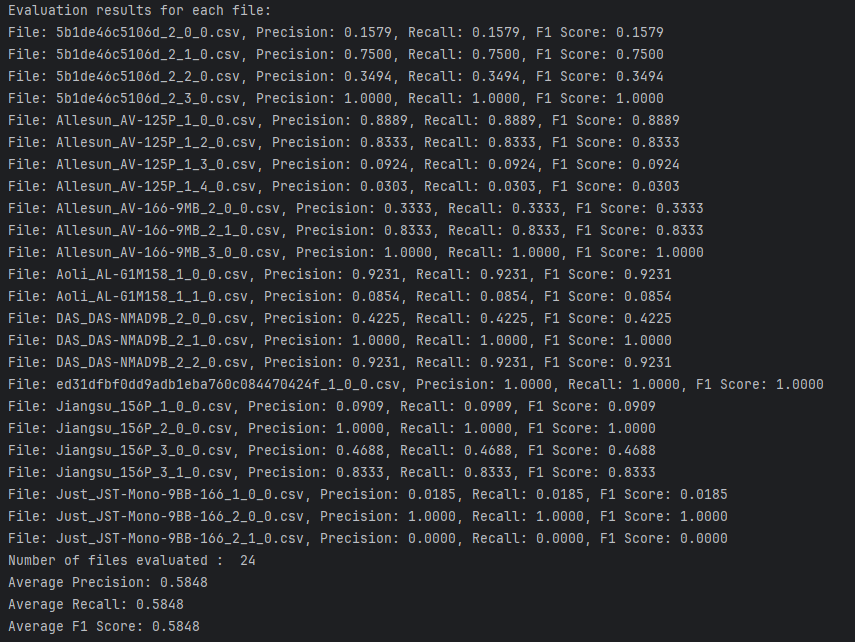 Evaluation results for each file:
File: 5b1de46c5106d_2_0_0.csv, Precision: 0.1579, Recall: 0.1579, F1 Score: 0.1579
File: 5b1de46c5106d_2_1_0.csv, Precision: 0.7500, Recall: 0.7500, F1 Score: 0.7500
File: 5b1de46c5106d_2_2_0.csv, Precision: 0.3494, Recall: 0.3494, F1 Score: 0.3494
File: 5b1de46c5106d_2_3_0.csv, Precision: 1.0000, Recall: 1.0000, F1 Score: 1.0000
File: Allesun_AV-125P_1_0_0.csv, Precision: 0.8889, Recall: 0.8889, F1 Score: 0.8889
File: Allesun_AV-125P_1_2_0.csv, Precision: 0.8333, Recall: 0.8333, F1 Score: 0.8333
File: Allesun_AV-125P_1_3_0.csv, Precision: 0.0924, Recall: 0.0924, F1 Score: 0.0924
File: Allesun_AV-125P_1_4_0.csv, Precision: 0.0303, Recall: 0.0303, F1 Score: 0.0303
File: Allesun_AV-166-9MB_2_0_0.csv, Precision: 0.3333, Recall: 0.3333, F1 Score: 0.3333
File: Allesun_AV-166-9MB_2_1_0.csv, Precision: 0.8333, Recall: 0.8333, F1 Score: 0.8333
File: Allesun_AV-166-9MB_3_0_0.csv, Precision: 1.0000, Recall: 1.0000, F1 Score: 1.0000
File: Aoli_AL-G1M158_1_0_0.csv, Precision: 0.9231, Recall: 0.9231, F1 Score: 0.9231
File: Aoli_AL-G1M158_1_1_0.csv, Precision: 0.0854, Recall: 0.0854, F1 Score: 0.0854
File: DAS_DAS-NMAD9B_2_0_0.csv, Precision: 0.4225, Recall: 0.4225, F1 Score: 0.4225
File: DAS_DAS-NMAD9B_2_1_0.csv, Precision: 1.0000, Recall: 1.0000, F1 Score: 1.0000
File: DAS_DAS-NMAD9B_2_2_0.csv, Precision: 0.9231, Recall: 0.9231, F1 Score: 0.9231
File: ed31dfbf0dd9adb1eba760c084470424f_1_0_0.csv, Precision: 1.0000, Recall: 1.0000, F1 Score: 1.0000
File: Jiangsu_156P_1_0_0.csv, Precision: 0.0909, Recall: 0.0909, F1 Score: 0.0909
File: Jiangsu_156P_2_0_0.csv, Precision: 1.0000, Recall: 1.0000, F1 Score: 1.0000
File: Jiangsu_156P_3_0_0.csv, Precision: 0.4688, Recall: 0.4688, F1 Score: 0.4688
File: Jiangsu_156P_3_1_0.csv, Precision: 0.8333, Recall: 0.8333, F1 Score: 0.8333
File: Just_JST-Mono-9BB-166_1_0_0.csv, Precision: 0.0185, Recall: 0.0185, F1 Score: 0.0185
File: Just_JST-Mono-9BB-166_2_0_0.csv, Precision: 1.0000, Recall: 1.0000, F1 Score: 1.0000
File: Just_JST-Mono-9BB-166_2_1_0.csv, Precision: 0.0000, Recall: 0.0000, F1 Score: 0.0000
Number of files evaluated :  24
Average Precision: 0.5848
Average Recall: 0.5848
Average F1 Score: 0.5848